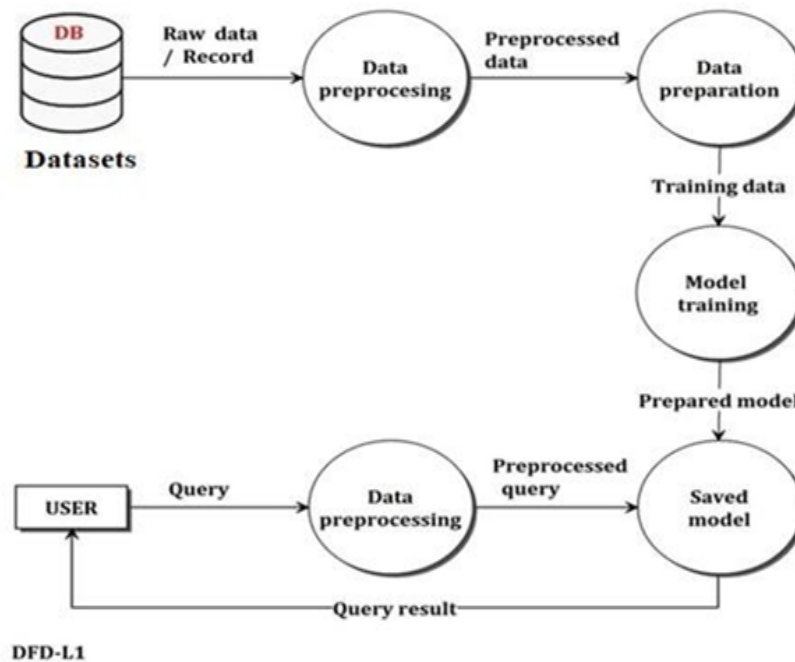 DB
Raw data
/ Record
Data
preprocesing
Preprocessed
data
Data
preparation
Datasets
Training data
Model
training
Prepared model
USER
Query
Data
preprocessing
Preprocessed
query
Saved
model
Query result
DFD-L1